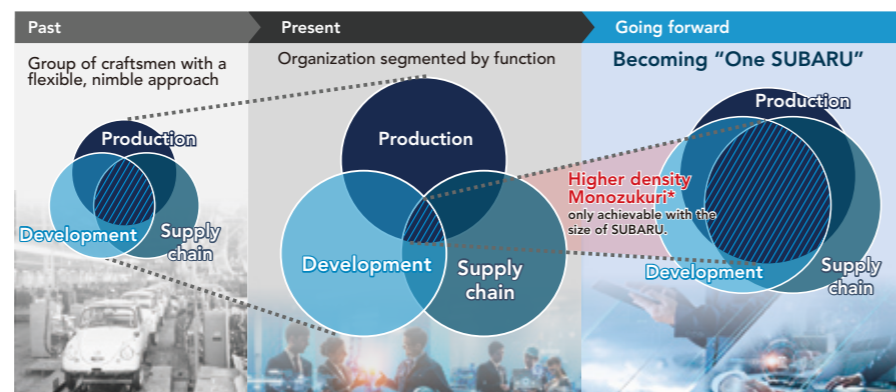 Past
Group of craftsmen with a
flexible, nimble approach
Production
Development
Supply
chain
Present
Organization segmented by function
Production
Development
Supply
chain
Higher density
Monozukuri*
only achievable with the
size of SUBARU.
Going forward
Becoming “One SUBARU”
Production
Development
Supply
chain